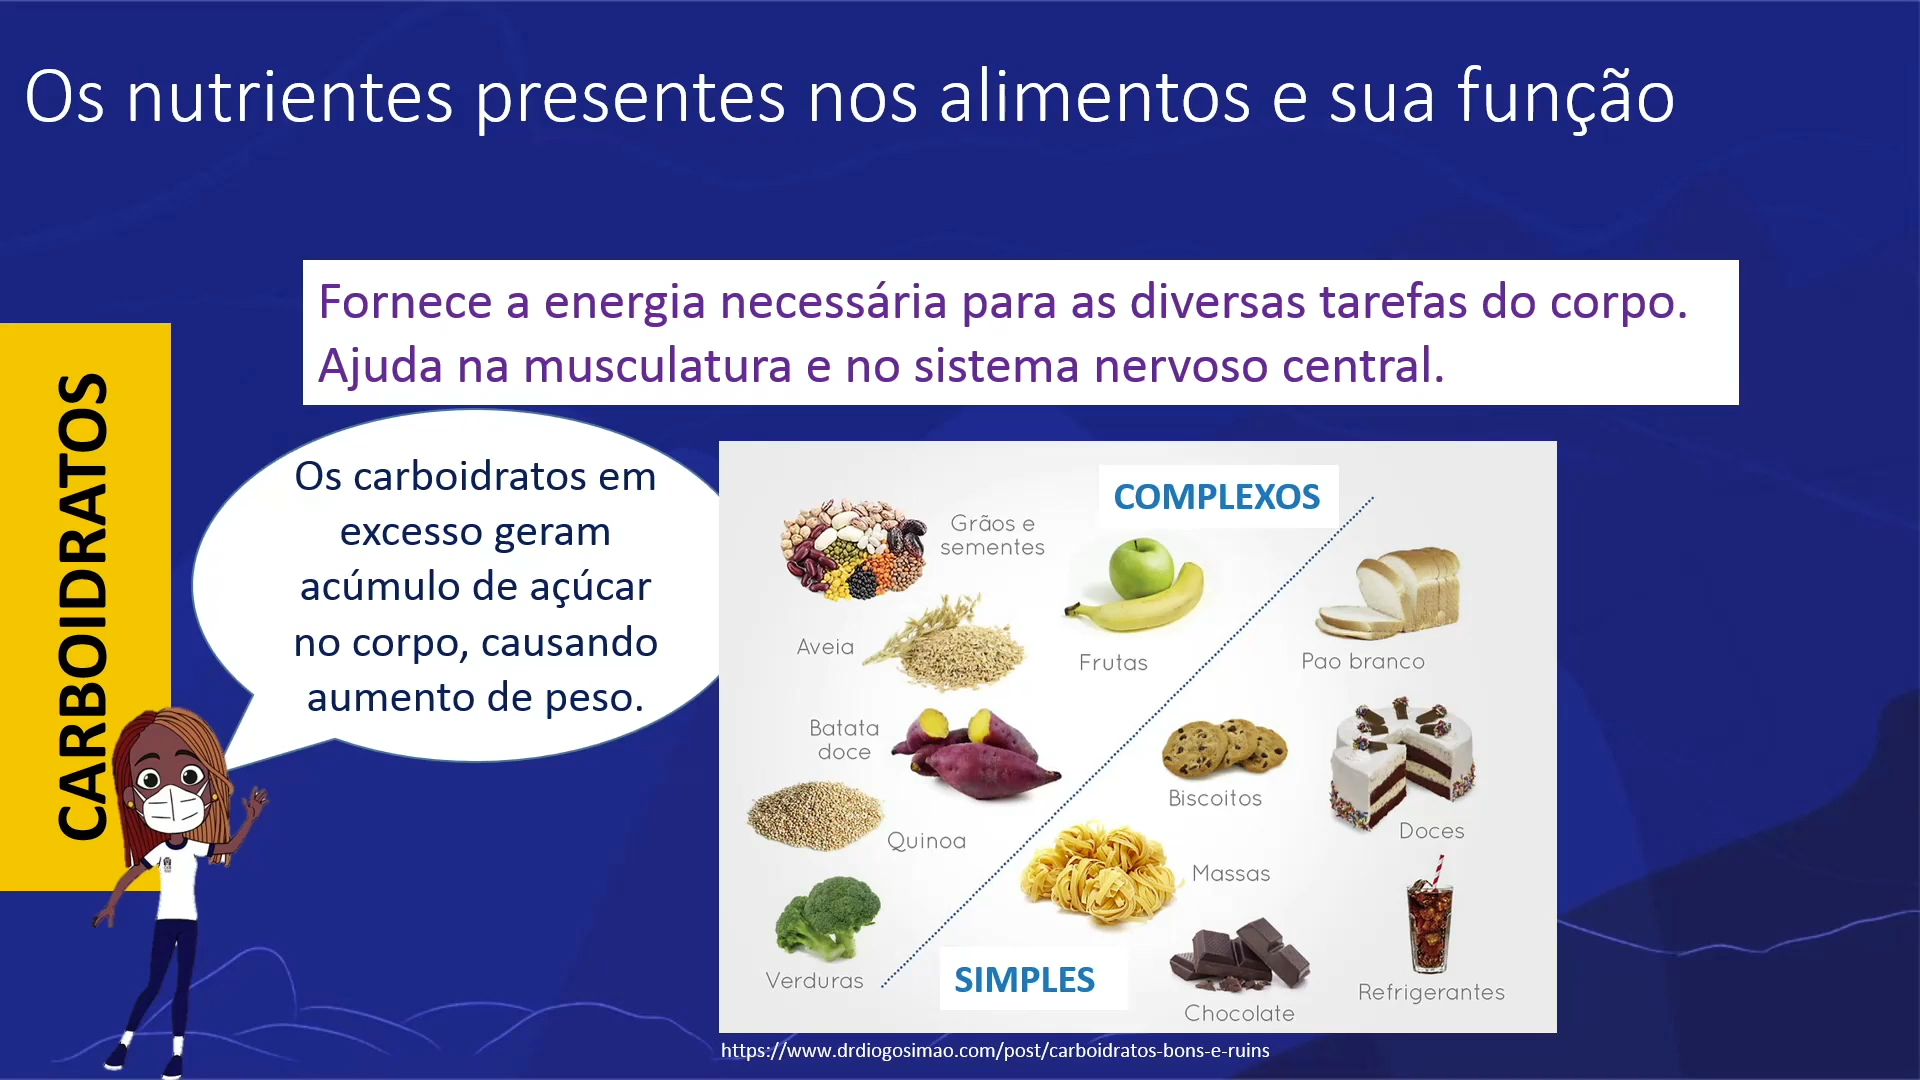 Os nutrientes presentes nos alimentos e sua função
Fornece a energia necessária para as diversas tarefas do corpo.
Ajuda na musculatura e no sistema nervoso central.
CARBOIDRATOS
Os carboidratos em
excesso geram
acúmulo de açúcar
no corpo, causando
aumento de peso.
COMPLEXOS
Grãos e
sementes
Aveia
Frutas
Pao branco
Batata
doce
Biscoitos
Doces
Quinoa
Massas
Verduras
SIMPLES
Chocolate
Refrigerantes
https://www.drdiogosimao.com/post/carboidratos-bons-e-ruins